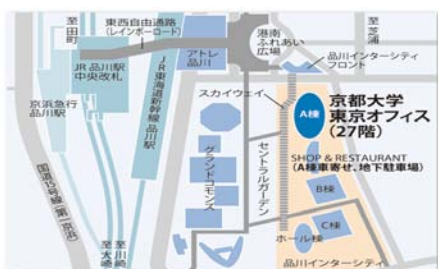 至田町
東西自由通路
(レインボーロード)
アトレ
品川
港南
ふれあい
広場
至芝浦
品川インターシティ
フロント
JR 品川駅
中央改札
JR東海道新幹線 品川駅
京浜急行
品川駅
スカイウェイ
A棟
京都大学
東京オフィス
(27階)
SHOP & RESTAURANT
(A棟車寄せ、地下駐車場)
グランドコモンズ
セントラルガーデン
B棟
C棟
ホール棟
品川インターシティ
国道15号線(第一京浜)
至大崎
至川崎